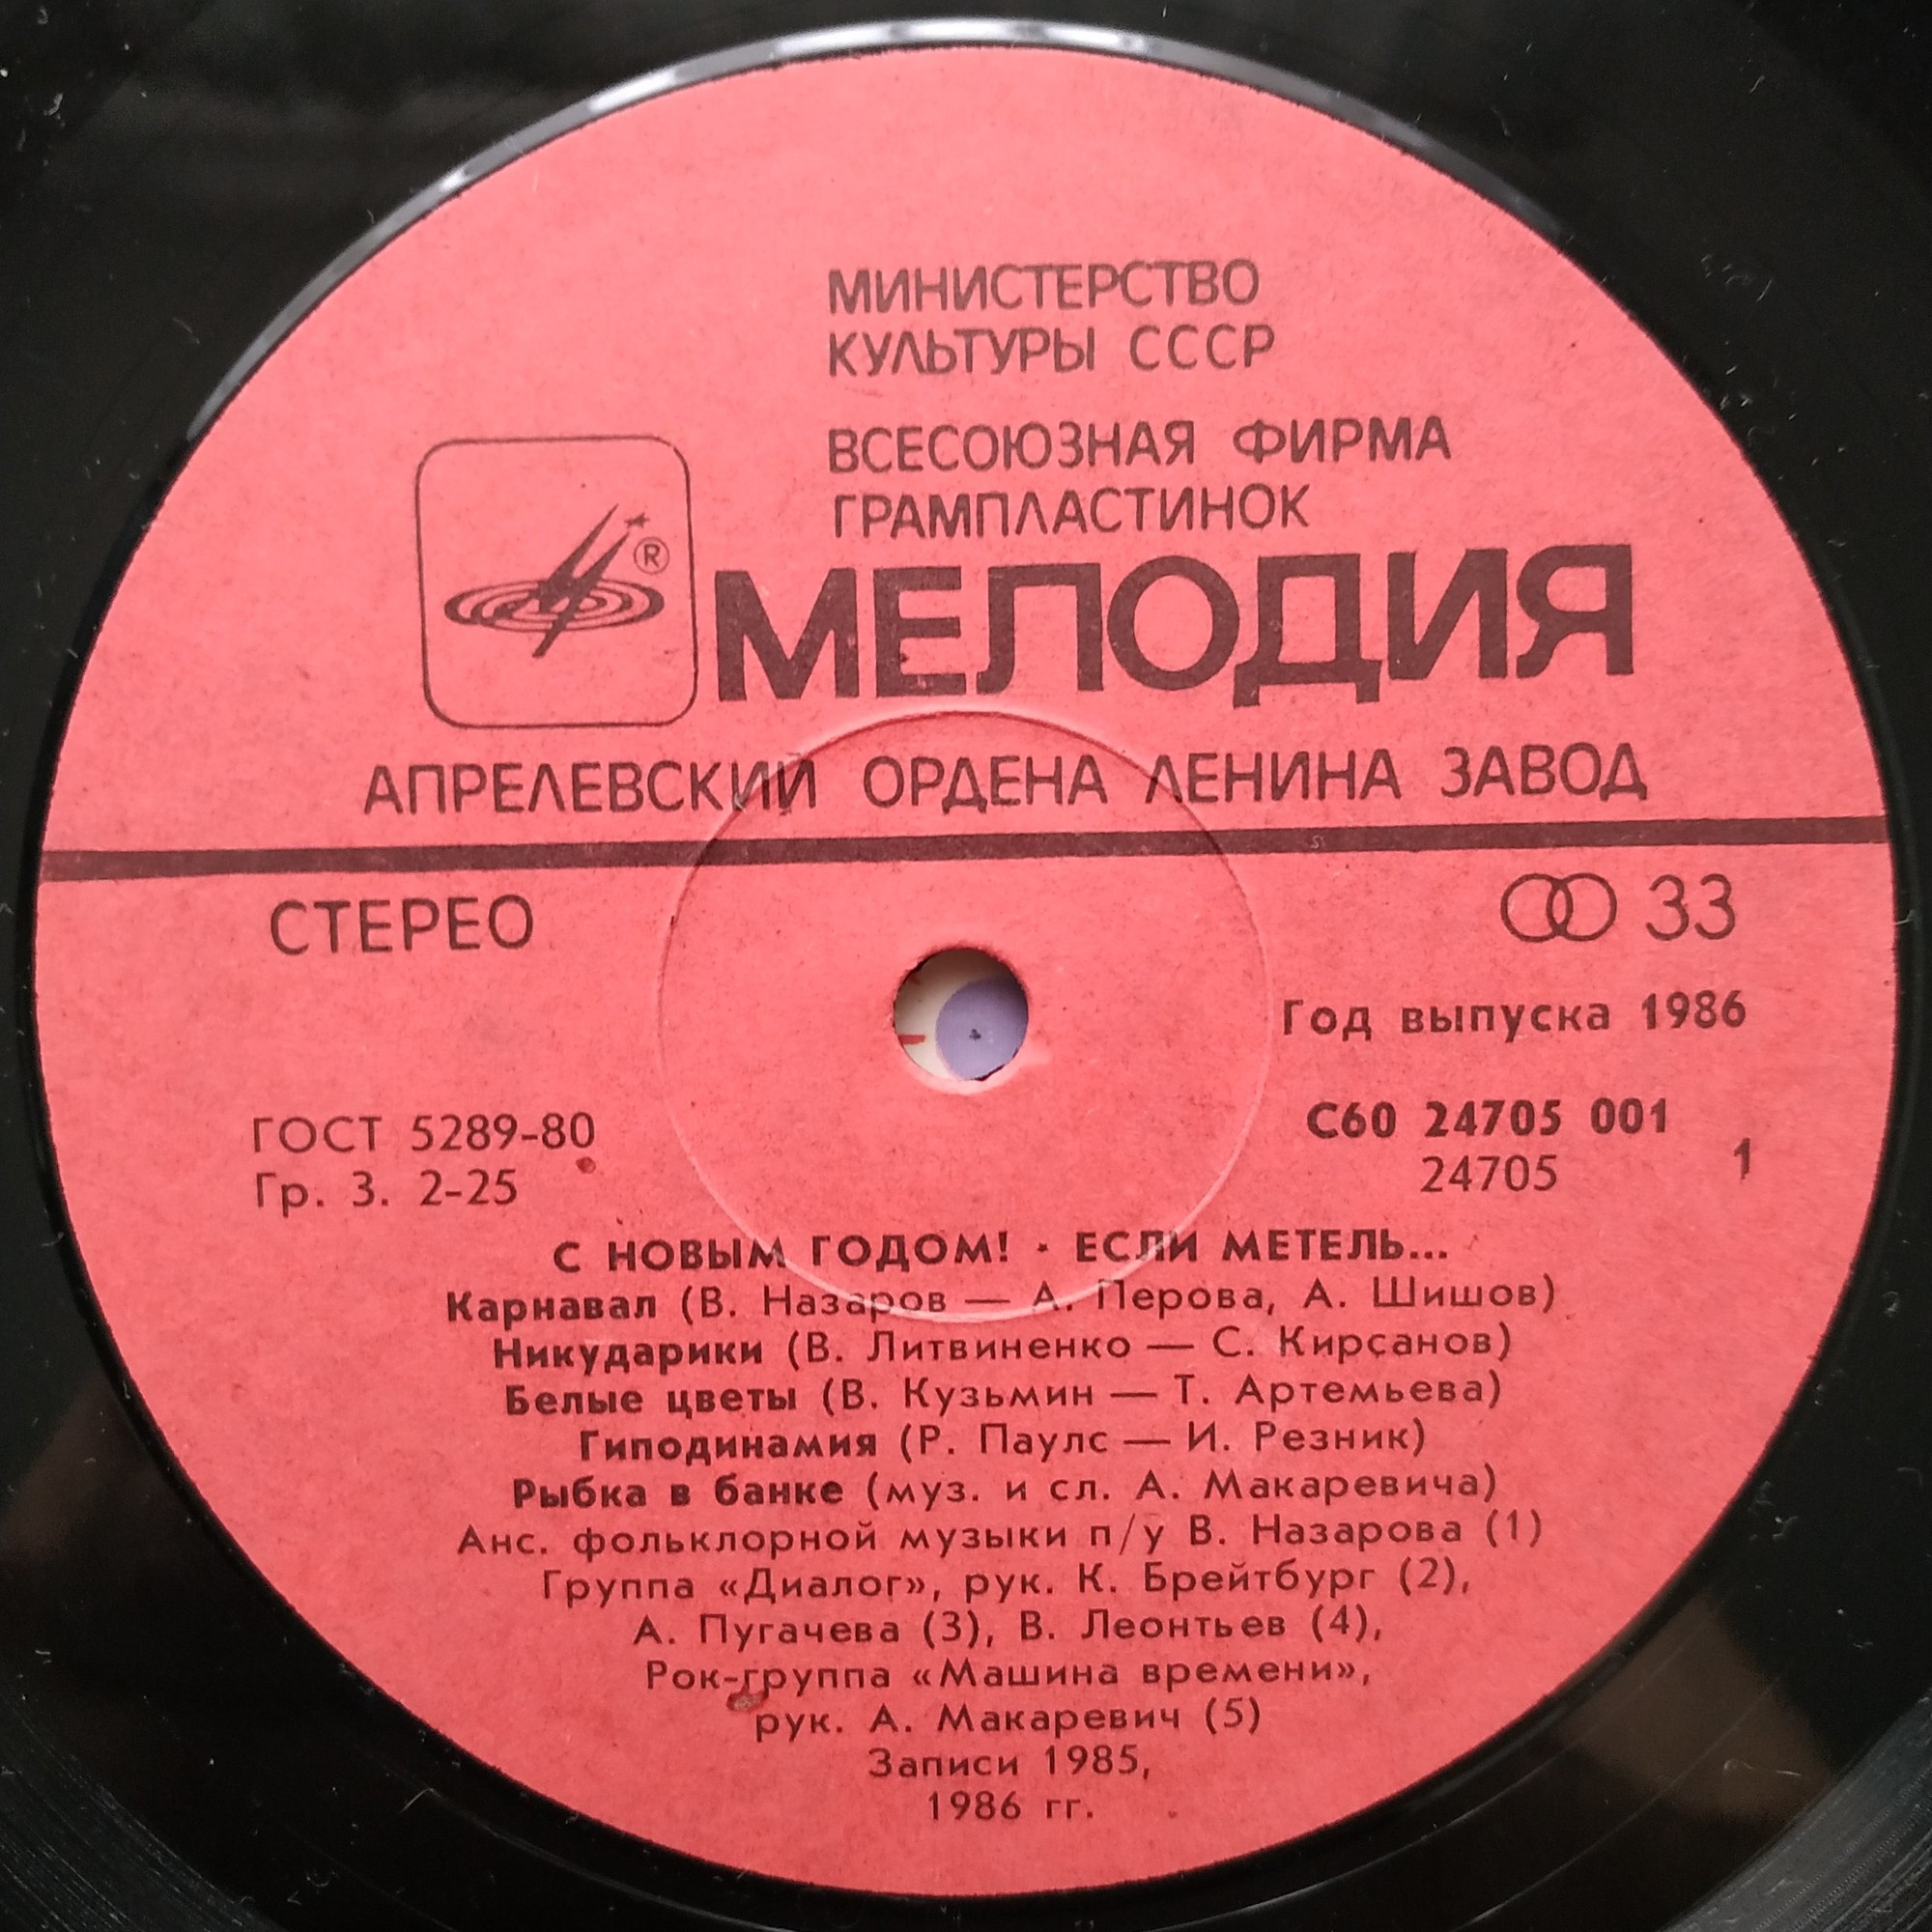 МИНИСТЕРСТВО
КУЛЬТУРЫ СССР
ВСЕСОЮЗНАЯ ФИРМА
ГРАМПЛАСТИНОК
®
МЕЛОДИЯ
АПРЕЛЕВСКИЙ ОРДЕНА ЛЕНИНА ЗАВОД
СТЕРЕО
33
Год выпуска 1986
ГОСТ 5289-80
Гр. 3. 2-25
С60 24705 001
24705
1
С НОВЫМ ГОДОМ! · ЕСЛИ МЕТЕЛЬ...
Карнавал (В. Назаров — А. Перова, А. Шишов)
Никударики (В. Литвиненко — С. Кирсанов)
Белые цветы (В. Кузьмин — Т. Артемьева)
Гиподинамия (Р. Паулс — И. Резник)
Рыбка в банке (муз. и сл. А. Макаревича)
Анс. фольклорной музыки п/у В. Назарова (1)
Группа «Диалог», рук. К. Брейтбург (2),
А. Пугачева (3), В. Леонтьев (4),
Рок-группа «Машина времени»,
рук. А. Макаревич (5)
Записи 1985,
1986 гг.